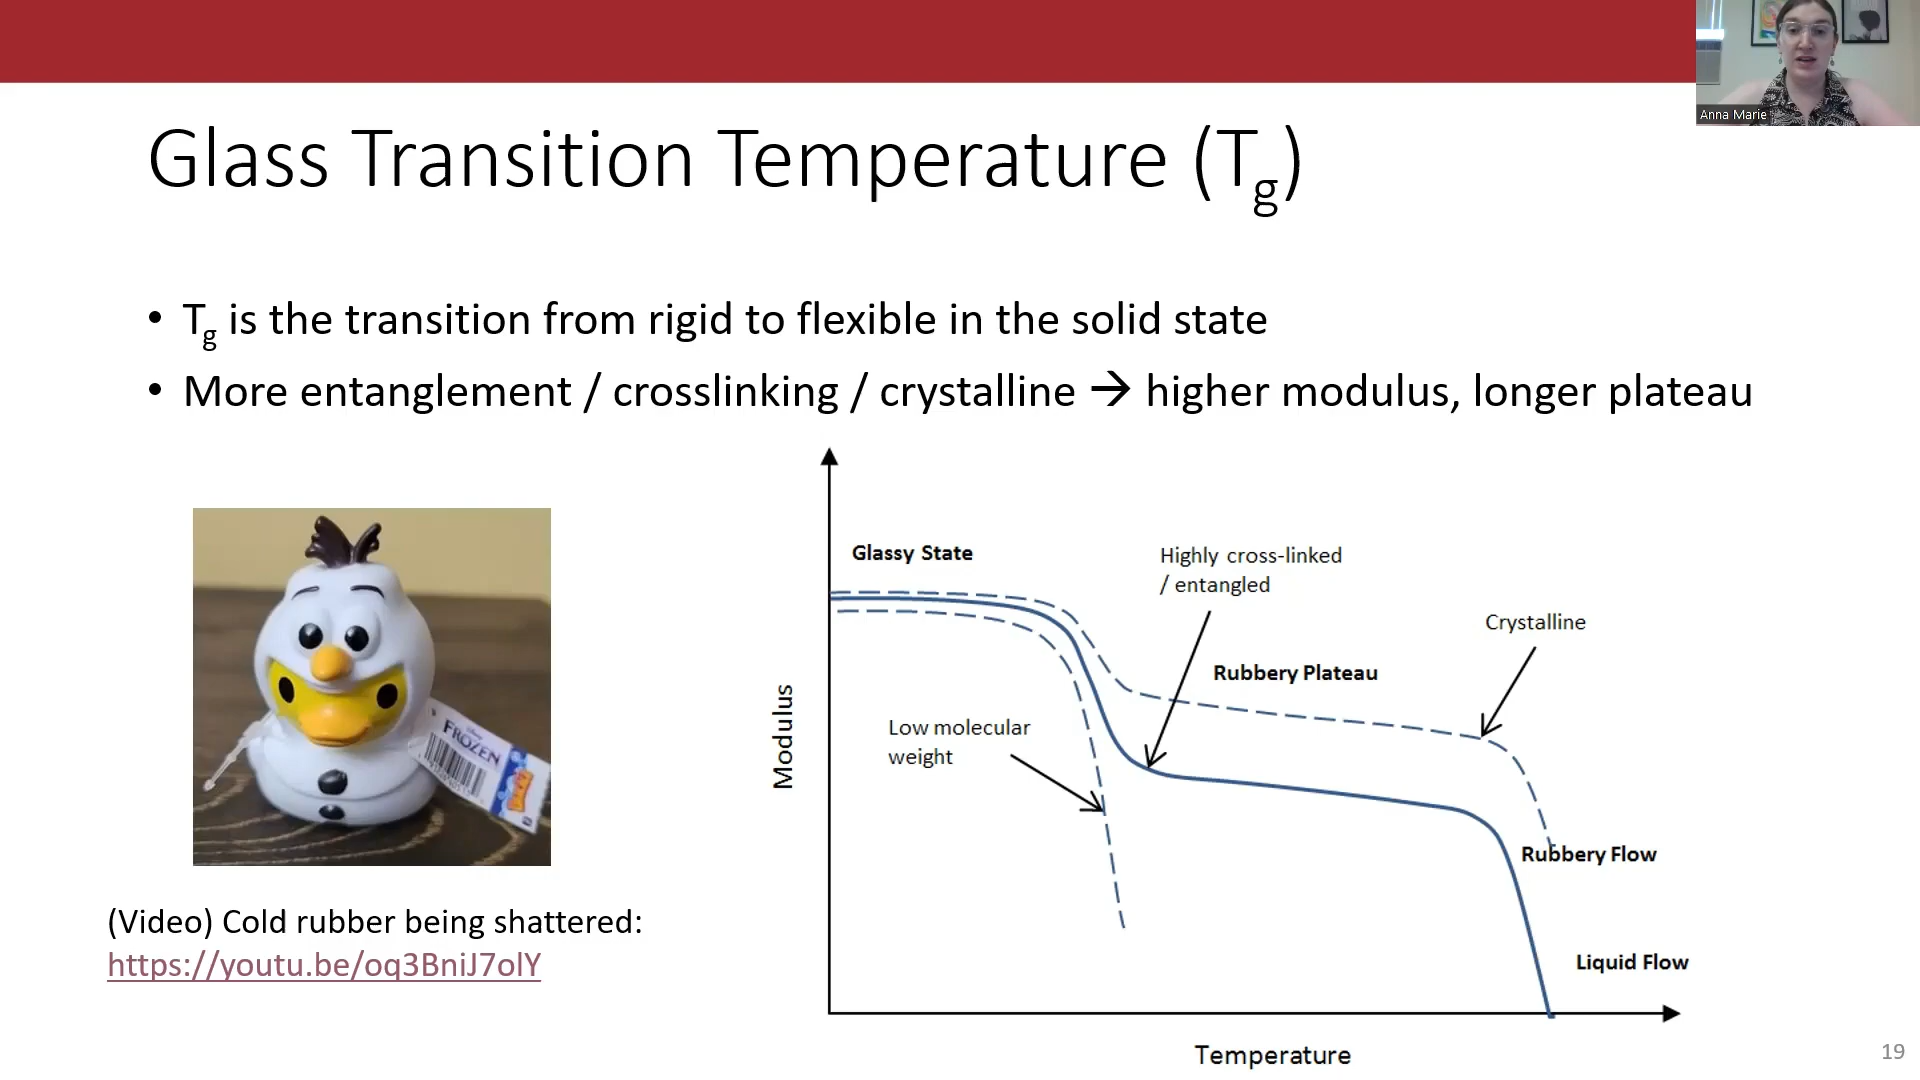 Anna Marie
Glass Transition Temperature (Tg)
• Tg is the transition from rigid to flexible in the solid state
• More entanglement / crosslinking / crystalline → higher modulus, longer plateau
Glassy State
Highly cross-linked
/ entangled
Crystalline
Rubbery Plateau
Low molecular
weight
Modulus
Rubbery Flow
Liquid Flow
Temperature
FROZEN
(Video) Cold rubber being shattered:
https://youtu.be/oq3BniJ7olY
19